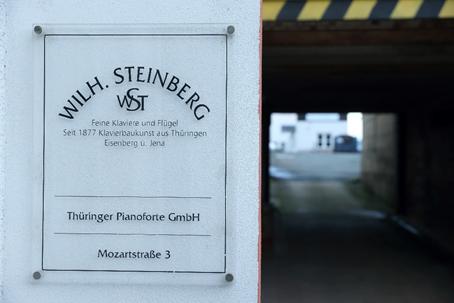 WILH. STEINBERG
WST
Feine Klaviere und Flügel
Seit 1877 Klavierbaukunst aus Thüringen
Eisenberg u. Jena
Thüringer Pianoforte GmbH
Mozartstraße 3